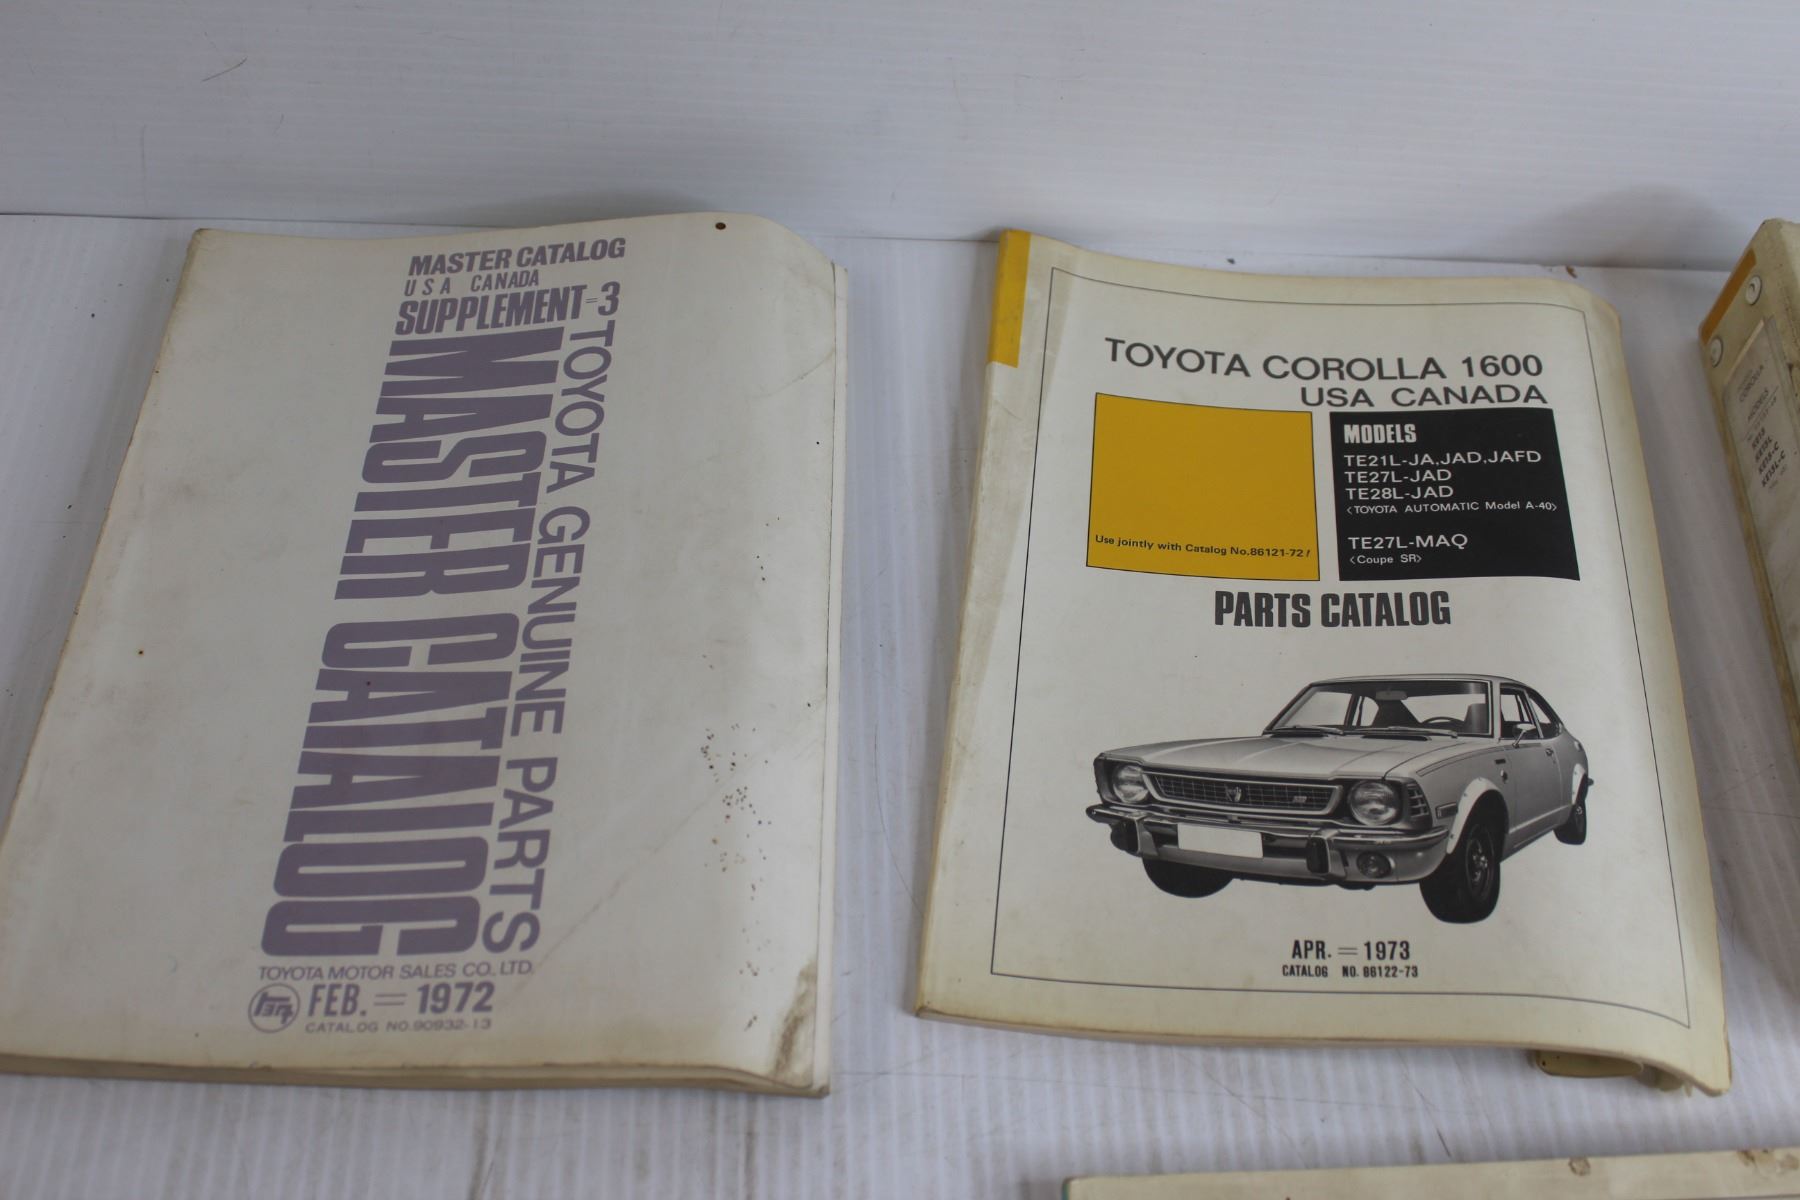 MASTER CATALOG
USA CANADA
SUPPLEMENT=3
TOYOTA GENUINE PARTS
MASTER CATALOG
TOYOTA MOTOR SALES CO. LTD.
FEB. = 1972
CATALOG NO.90932-13
TOYOTA COROLLA 1600
USA CANADA
Use jointly with Catalog No.86121-72!
MODELS
TE21L-JA,JAD,JAFD
TE27L-JAD
TE28L-JAD
<TOYOTA AUTOMATIC Model A-40>
TE27L-MAQ
<Coupe SR>
PARTS CATALOG
APR. = 1973
CATALOG NO. 86122-73
COROLLA
MODELS